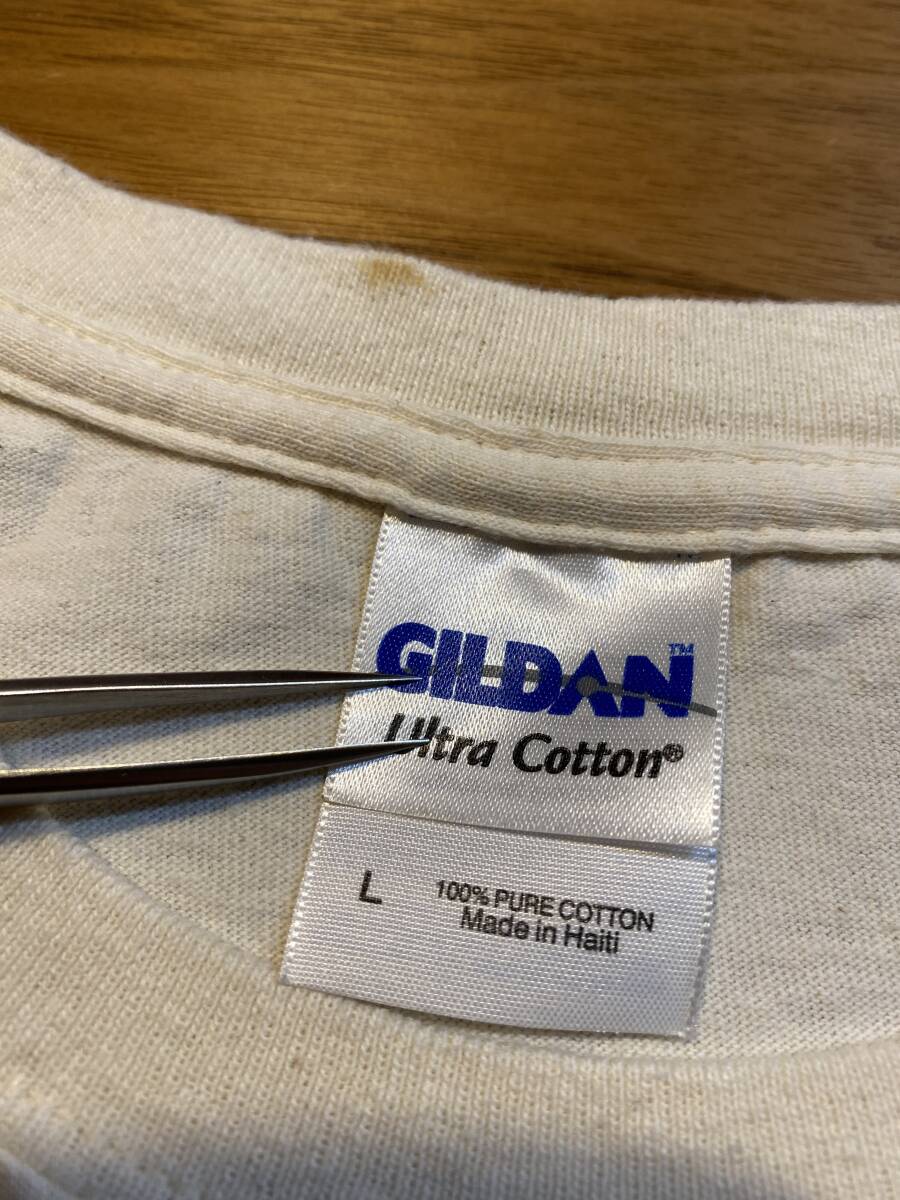 GILDAN™
Ultra Cotton®
L
100% PURE COTTON
Made in Haiti